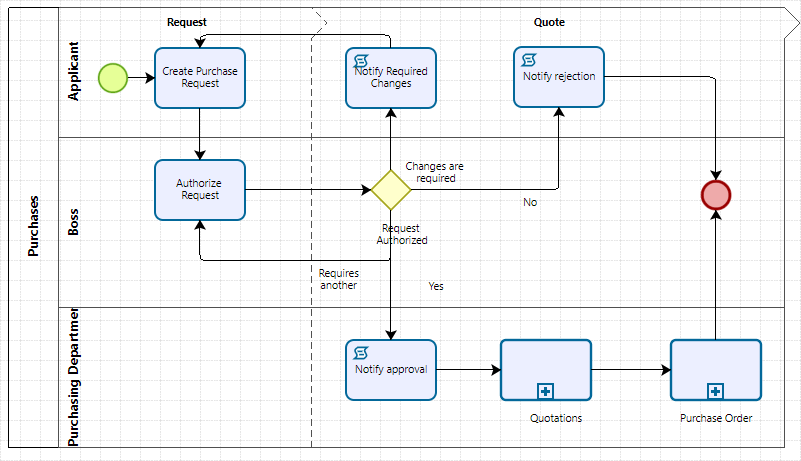 Request
Quote
Purchases
Applicant
Create Purchase
Request
Notify Required
Changes
Notify rejection
Boss
Authorize
Request
Changes are
required
No
Request
Authorized
Requires
another
Yes
Purchasing Departmen
Notify approval
Quotations
Purchase Order